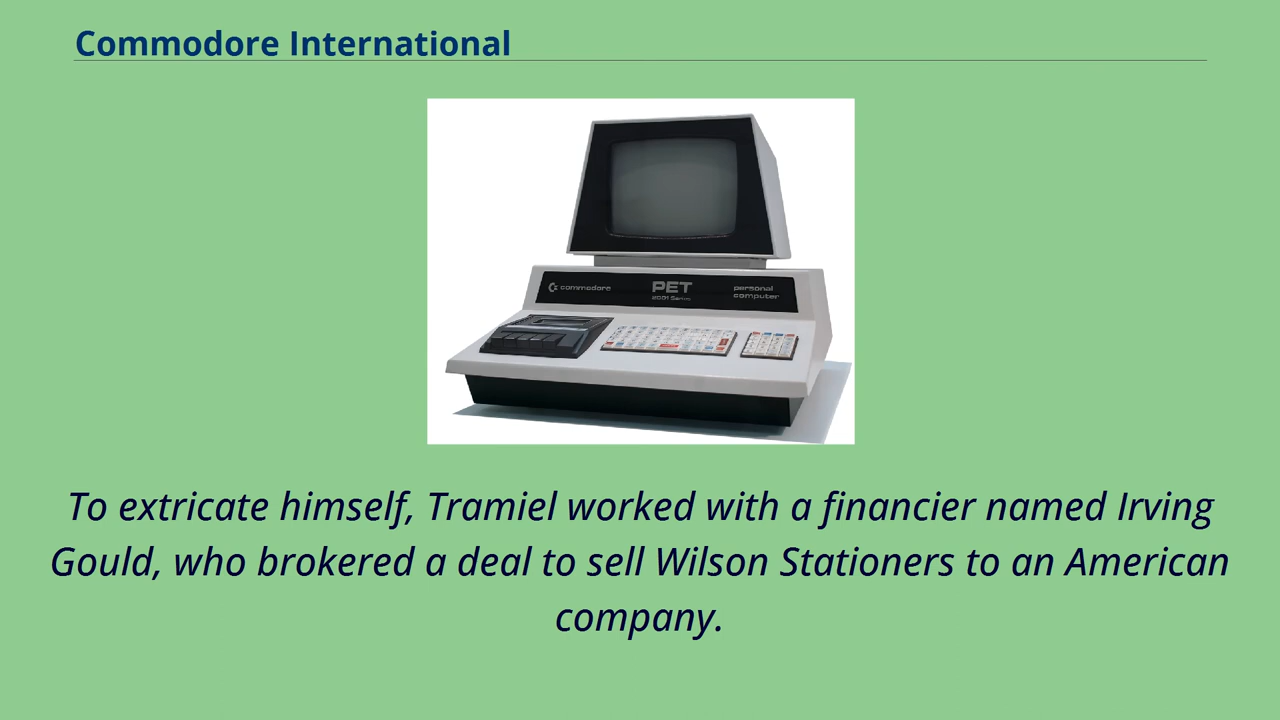 Commodore International
commodore PET personal
2001 Series computer
To extricate himself, Tramiel worked with a financier named Irving
Gould, who brokered a deal to sell Wilson Stationers to an American
company.